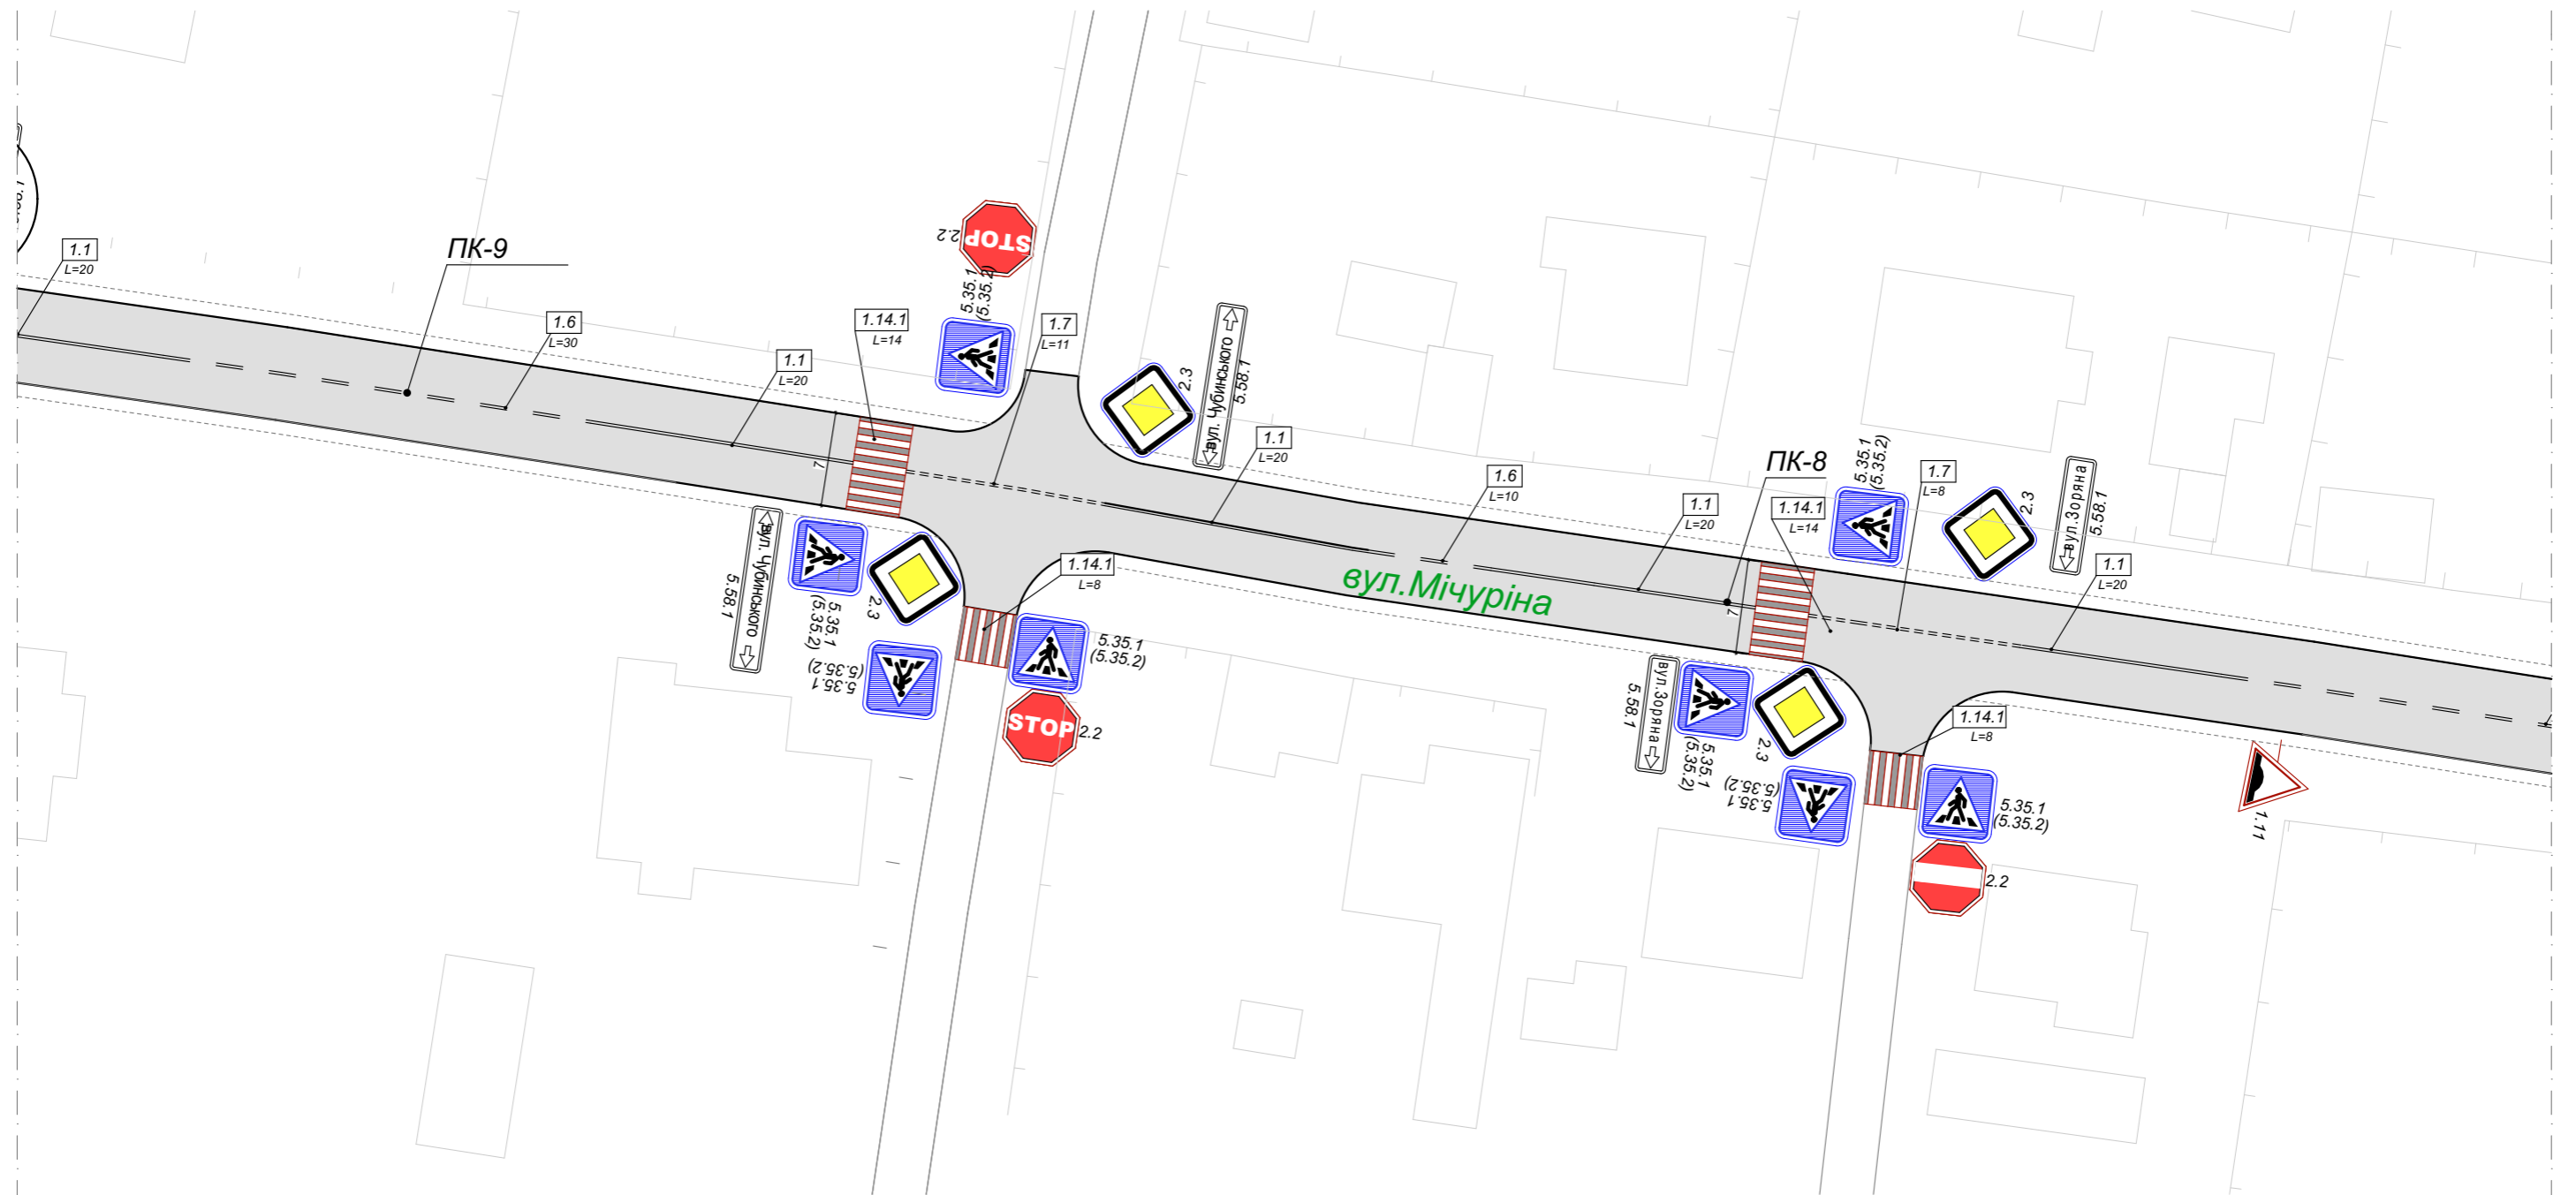 1.1
L=20
ПК-9
1.6
L=30
1.1
L=20
1.14.1
L=14
7
2.2
STOP
5.35.1
(5.35.2)
1.7
L=11
2.3
вул. Чубинського
5.58.1
1.1
L=20
1.6
L=10
вул.Мічуріна
1.1
L=20
ПК-8
1.14.1
L=14
7
5.35.1
(5.35.2)
1.7
L=8
2.3
вул.Зоряна
5.58.1
1.1
L=20
вул. Чубинського
5.58.1
5.35.1
(5.35.2)
2.3
5.35.1
(5.35.2)
1.14.1
L=8
5.35.1
(5.35.2)
STOP
2.2
вул.Зоряна
5.58.1
5.35.1
(5.35.2)
2.3
5.35.1
(5.35.2)
1.14.1
L=8
5.35.1
(5.35.2)
2.2
1.11